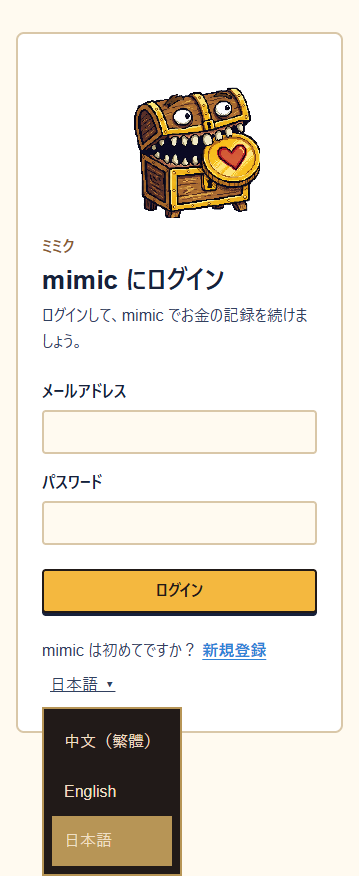 ミミク
mimic にログイン
ログインして、mimic でお金の記録を続けま
しょう。
メールアドレス
パスワード
ログイン
mimic は初めてですか？ 新規登録
日本語 ▼
中文（繁體）
English
日本語